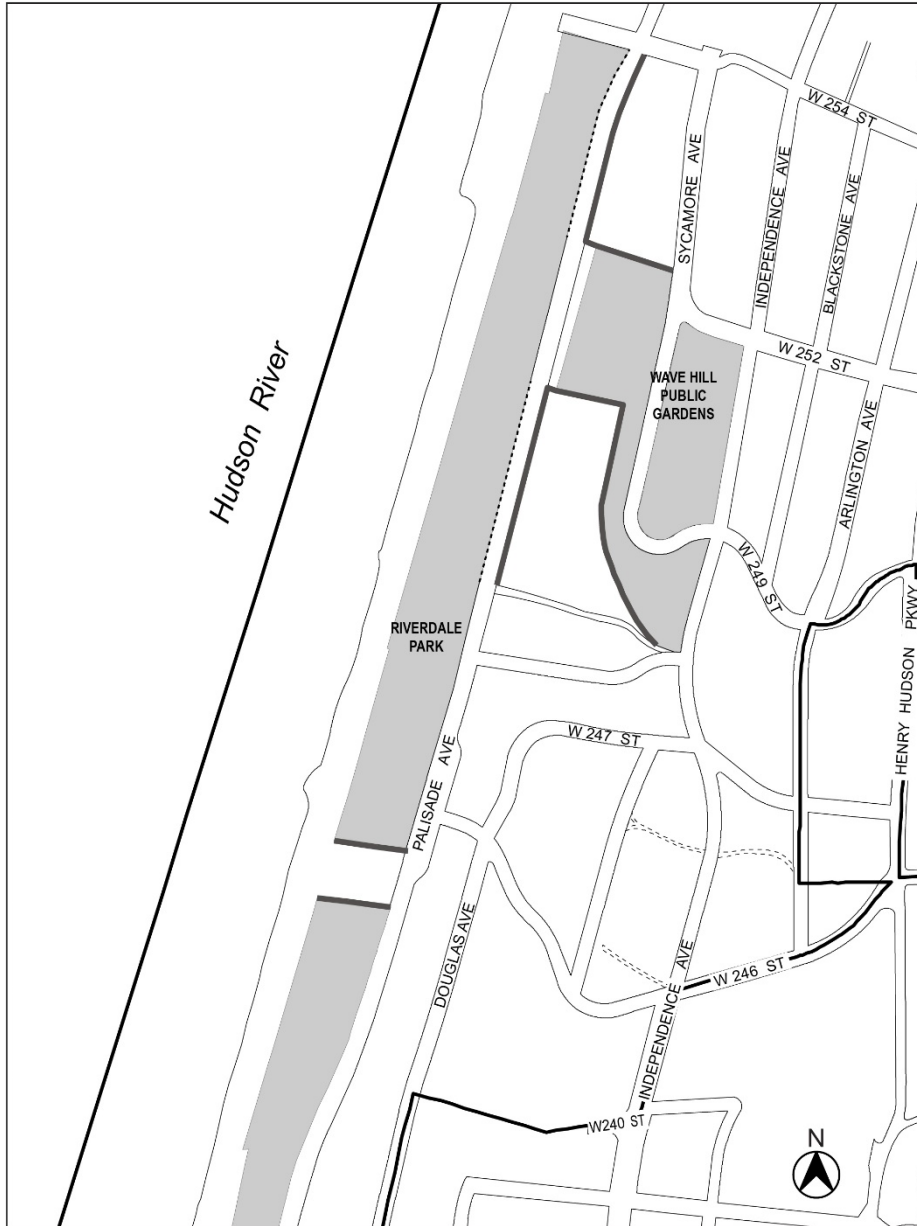 W 254 ST
SYCAMORE AVE
INDEPENDENCE AVE
BLACKSTONE AVE
Hudson River
W 252 ST
WAVE HILL
PUBLIC
GARDENS
ARLINGTON AVE
W 249 ST
RIVERDALE
PARK
HENRY HUDSON PKWY
W 247 ST
PALISADE AVE
DOUGLAS AVE
W 246 ST
INDEPENDENCE AVE
W240 ST
N